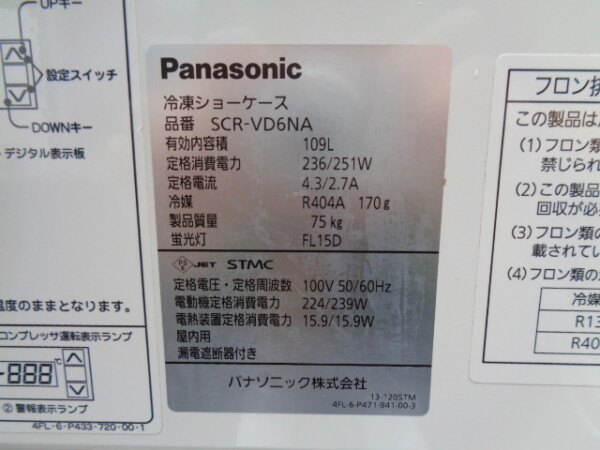 UPキー
設定スイッチ
DOWNキー
デジタル表示板
温度のままとなります。
コンプレッサ運転表示ランプ
-888 ℃
② 警報表示ランプ
4FL-6-P433-720-00-1
Panasonic
冷凍ショーケース
品番 SCR-VD6NA
有効内容積 109L
定格消費電力 236/251W
定格電流 4.3/2.7A
冷媒 R404A 170g
製品質量 75kg
蛍光灯 FL15D
PSE JET STMC
定格電圧・定格周波数 100V 50/60Hz
電動機定格消費電力 224/239W
電熱装置定格消費電力 15.9/15.9W
屋内用
漏電遮断器付き
パナソニック株式会社
13-120STM
4FL-6-P471-941-00-3
フロン排
この製品は
(1) フロン類
禁じられ
(2) この製品
回収が必
(3) フロン類の
載されてい
(4) フロン類の
冷媒
R13
R40